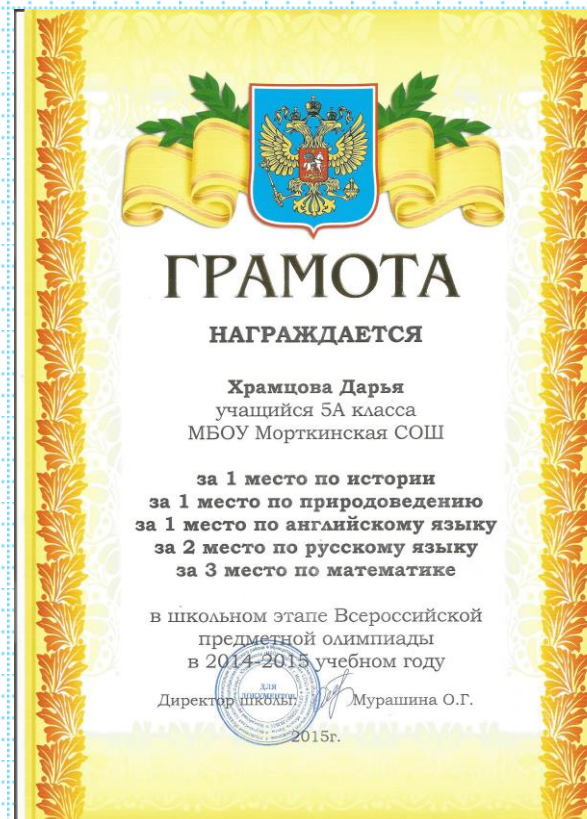 ГРАМОТА
НАГРАЖДАЕТСЯ
Храмцова Дарья
учащийся 5А класса
МБОУ Морткинская СОШ
за 1 место по истории
за 1 место по природоведению
за 1 место по английскому языку
за 2 место по русскому языку
за 3 место по математике
в школьном этапе Всероссийской
предметной олимпиады
в 2014-2015 учебном году
ДЛЯ
ДОКУМЕНТОВ
Директор школы: Мурашина О.Г.
2015г.